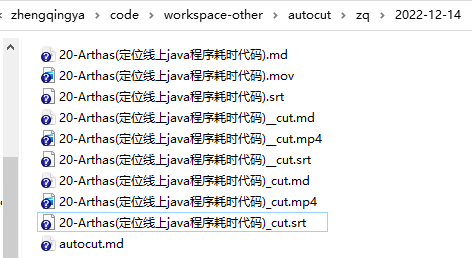 zhengqingya › code › workspace-other › autocut › zq › 2022-12-14
20-Arthas(定位线上java程序耗时代码).md
20-Arthas(定位线上java程序耗时代码).mov
20-Arthas(定位线上java程序耗时代码).srt
20-Arthas(定位线上java程序耗时代码)__cut.md
20-Arthas(定位线上java程序耗时代码)__cut.mp4
20-Arthas(定位线上java程序耗时代码)__cut.srt
20-Arthas(定位线上java程序耗时代码)_cut.md
20-Arthas(定位线上java程序耗时代码)_cut.mp4
20-Arthas(定位线上java程序耗时代码)_cut.srt
autocut.md